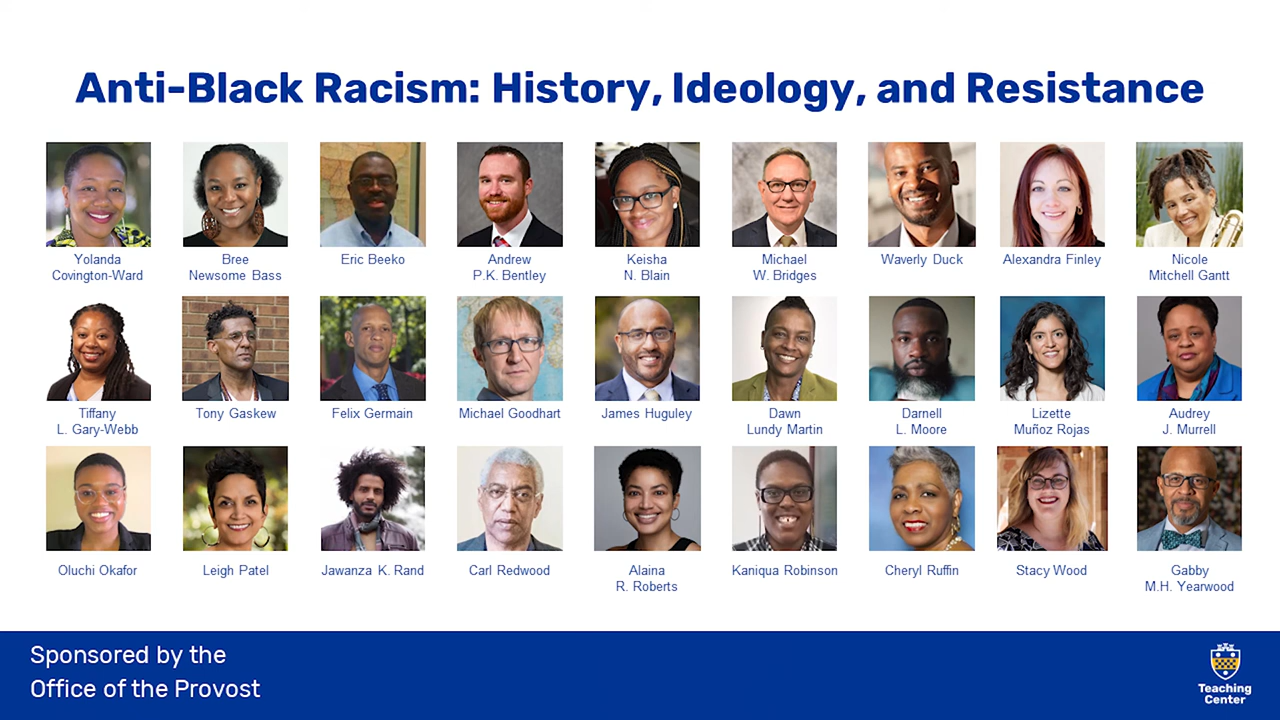 Anti-Black Racism: History, Ideology, and Resistance
Yolanda
Covington-Ward
Bree
Newsome Bass
Eric Beeko
Andrew
P.K. Bentley
Keisha
N. Blain
Michael
W. Bridges
Waverly Duck
Alexandra Finley
Nicole
Mitchell Gantt
Tiffany
L. Gary-Webb
Tony Gaskew
Felix Germain
Michael Goodhart
James Huguley
Dawn
Lundy Martin
Darnell
L. Moore
Lizette
Muñoz Rojas
Audrey
J. Murrell
Oluchi Okafor
Leigh Patel
Jawanza K. Rand
Carl Redwood
Alaina
R. Roberts
Kaniqua Robinson
Cheryl Ruffin
Stacy Wood
Gabby
M.H. Yearwood
Sponsored by the
Office of the Provost
Teaching
Center